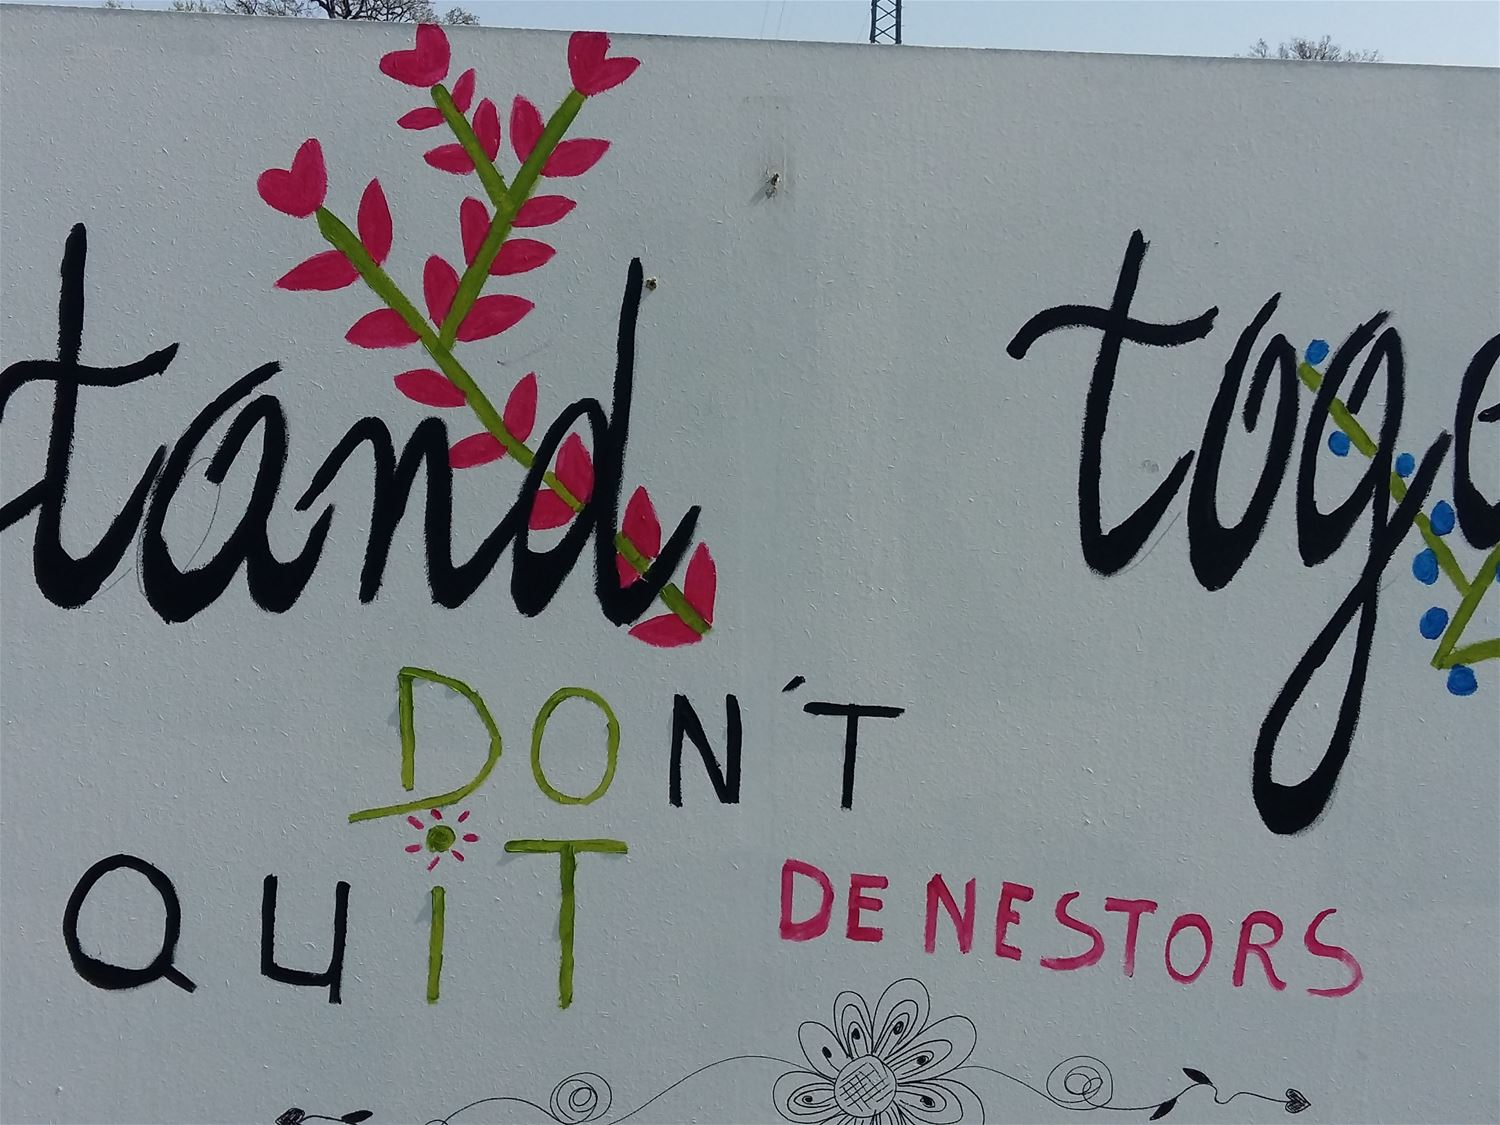 tand toge
DON´T
QUiT
DE NESTORS